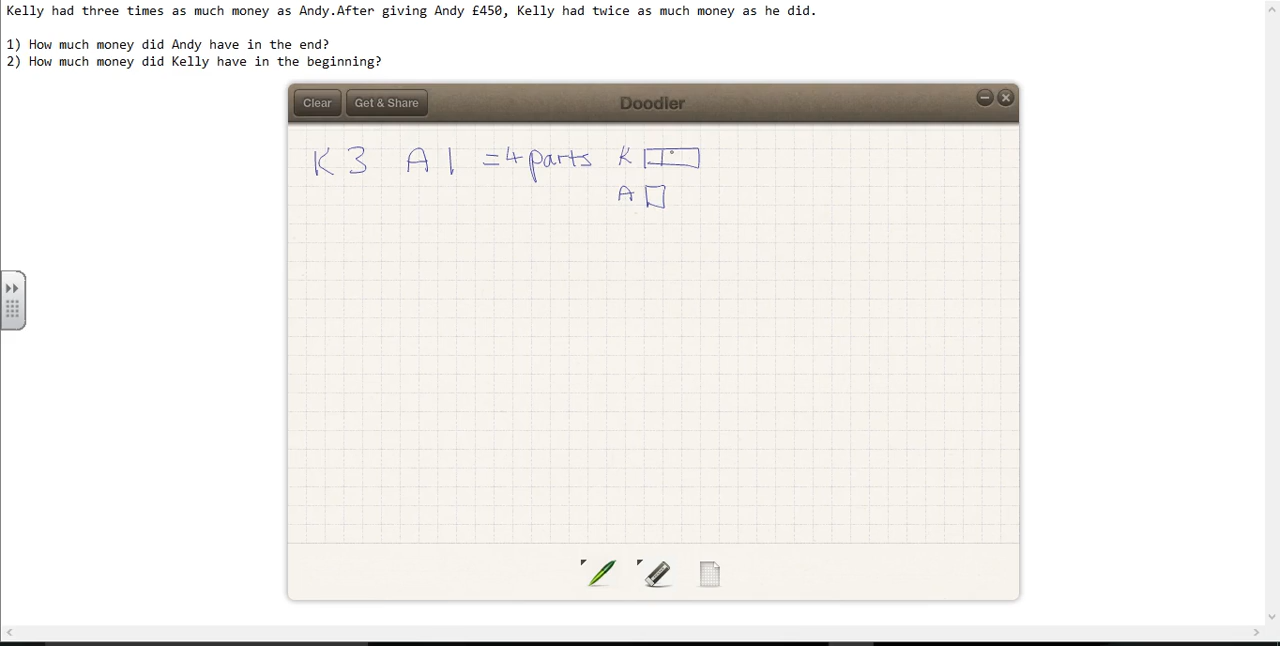 Kelly had three times as much money as Andy.After giving Andy £450, Kelly had twice as much money as he did.
1) How much money did Andy have in the end?
2) How much money did Kelly have in the beginning?
Clear Get & Share Doodler
K 3 A 1 =4 parts K
A